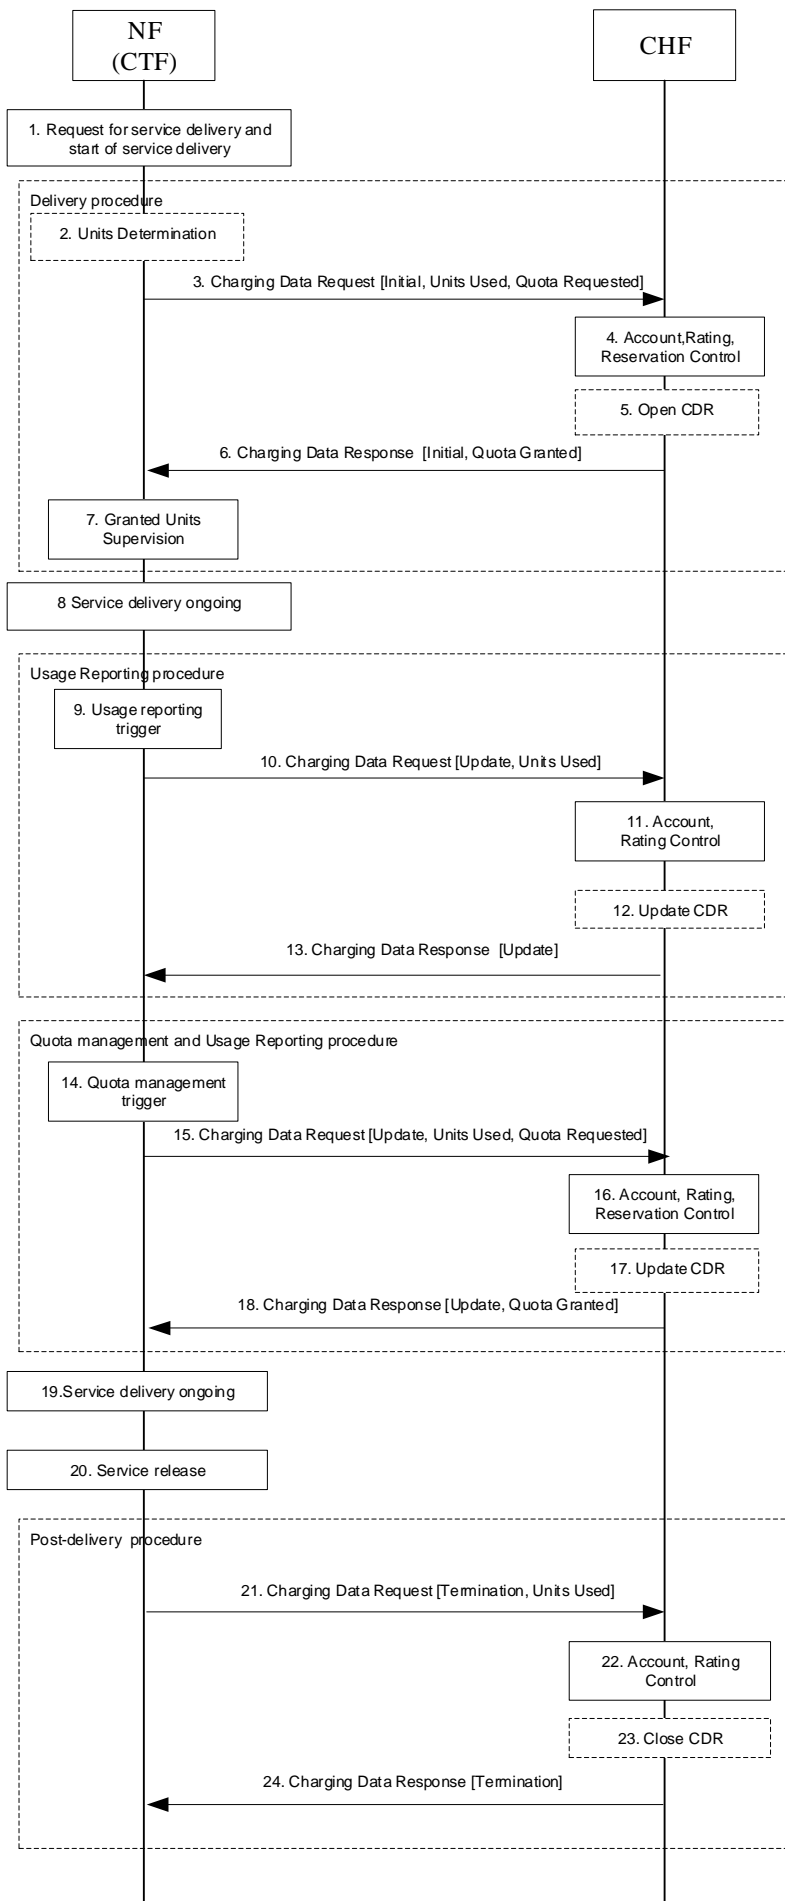 NF
(CTF)
CHF
1. Request for service delivery and
start of service delivery
Delivery procedure
2. Units Determination
3. Charging Data Request [Initial, Units Used, Quota Requested]
4. Account,Rating,
Reservation Control
5. Open CDR
6. Charging Data Response [Initial, Quota Granted]
7. Granted Units
Supervision
8 Service delivery ongoing
Usage Reporting procedure
9. Usage reporting
trigger
10. Charging Data Request [Update, Units Used]
11. Account,
Rating Control
12. Update CDR
13. Charging Data Response [Update]
Quota management and Usage Reporting procedure
14. Quota management
trigger
15. Charging Data Request [Update, Units Used, Quota Requested]
16. Account, Rating,
Reservation Control
17. Update CDR
18. Charging Data Response [Update, Quota Granted]
19.Service delivery ongoing
20. Service release
Post-delivery procedure
21. Charging Data Request [Termination, Units Used]
22. Account, Rating
Control
23. Close CDR
24. Charging Data Response [Termination]